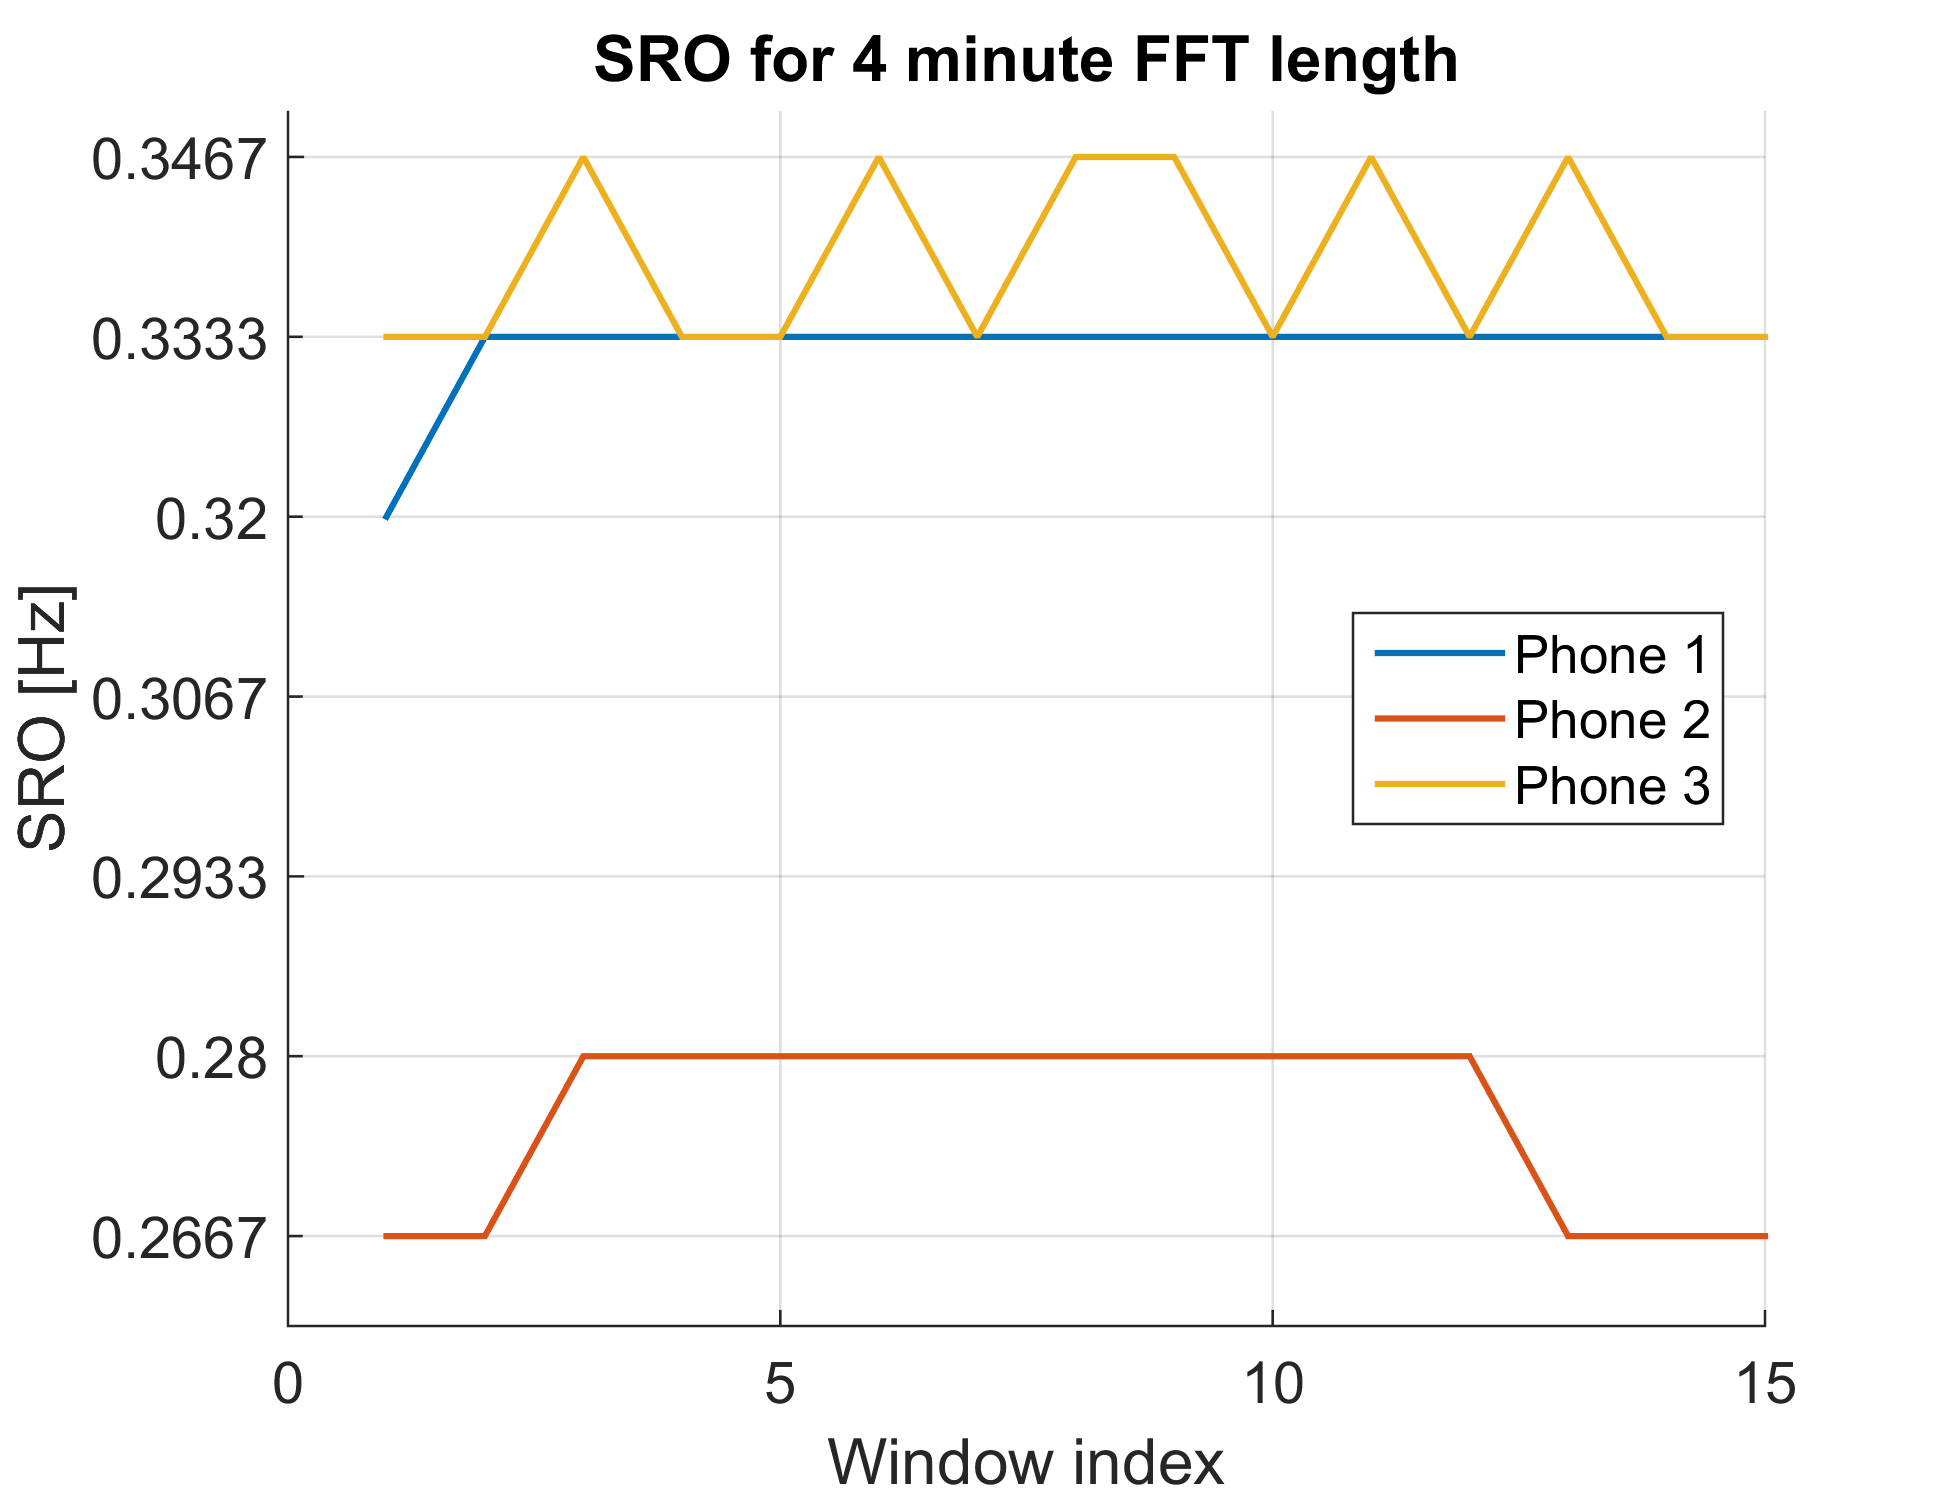 SRO for 4 minute FFT length
0.3467
0.3333
0.32
0.3067
0.2933
0.28
0.2667
SRO [Hz]
Phone 1
Phone 2
Phone 3
0 5 10 15
Window index